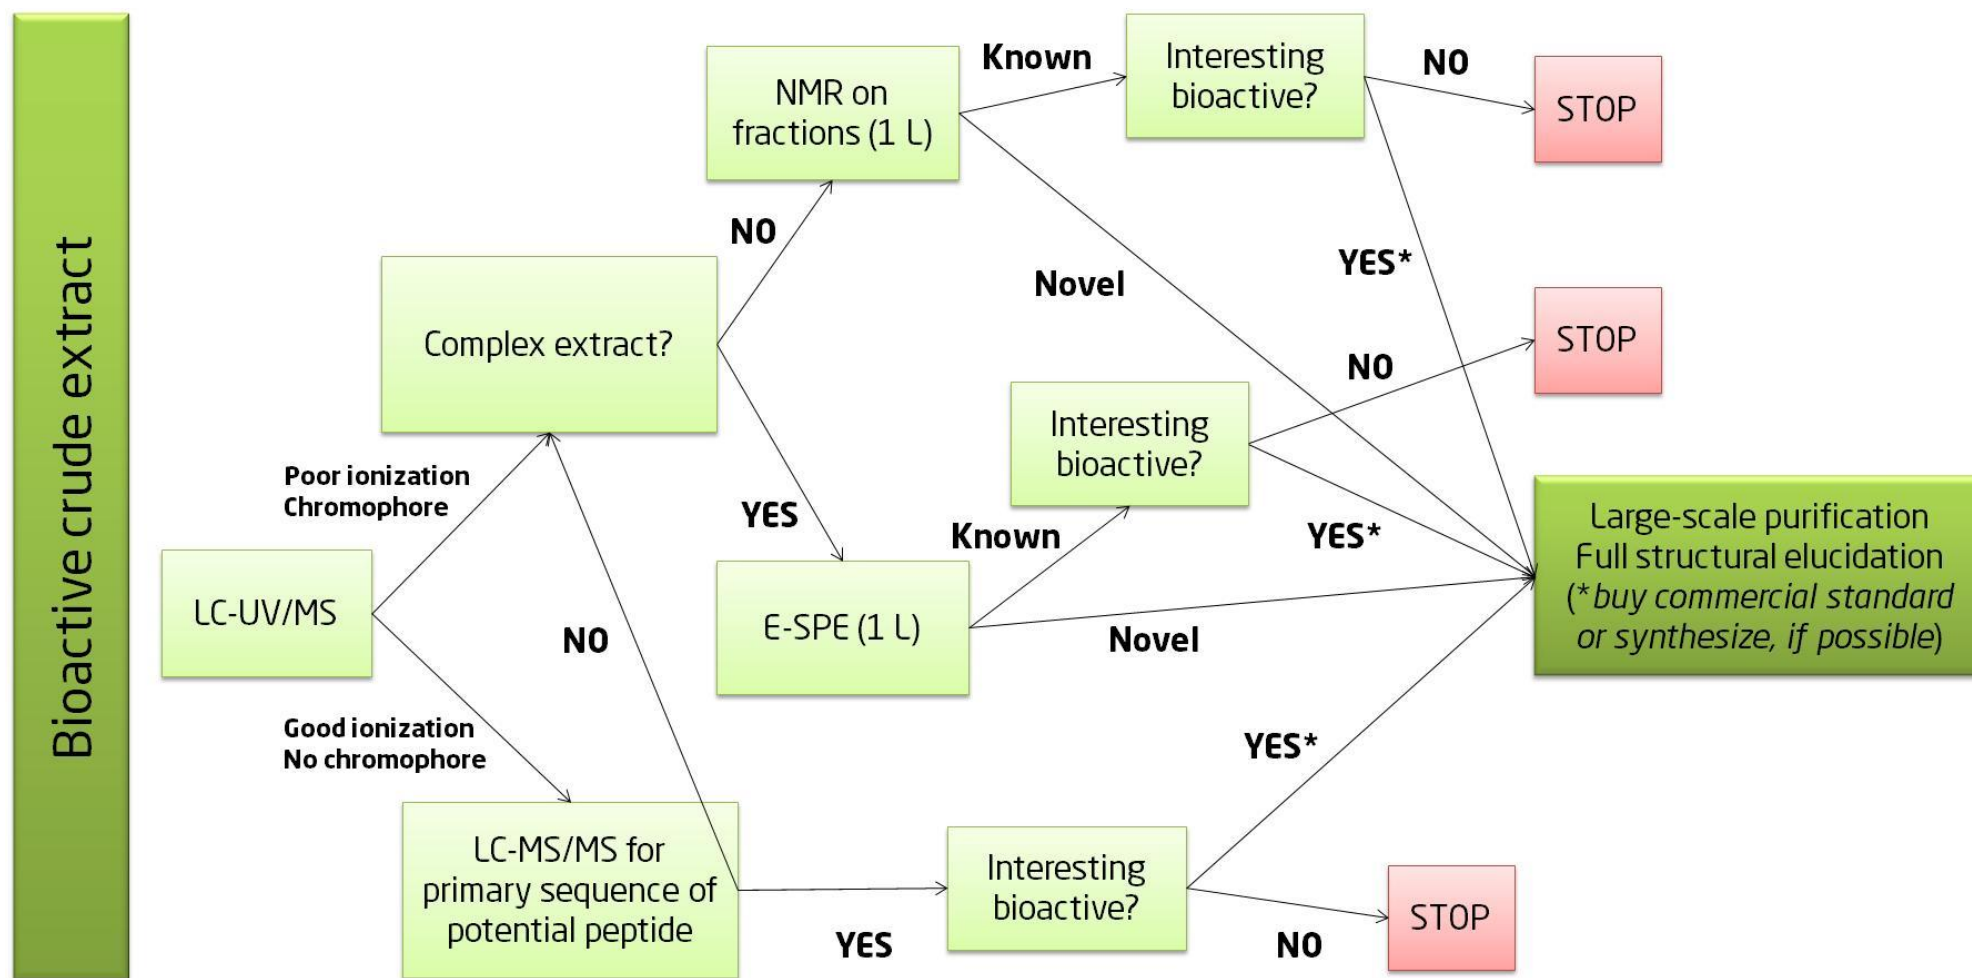 Bioactive crude extract
LC-UV/MS
Poor ionization
Chromophore
Good ionization
No chromophore
Complex extract?
NO
YES
NO
LC-MS/MS for
primary sequence of
potential peptide
YES
NMR on
fractions (1 L)
Known
Novel
Interesting
bioactive?
NO
STOP
YES*
E-SPE (1 L)
Known
Novel
Interesting
bioactive?
NO
STOP
YES*
Interesting
bioactive?
YES*
NO
STOP
Large-scale purification
Full structural elucidation
(*buy commercial standard
or synthesize, if possible)